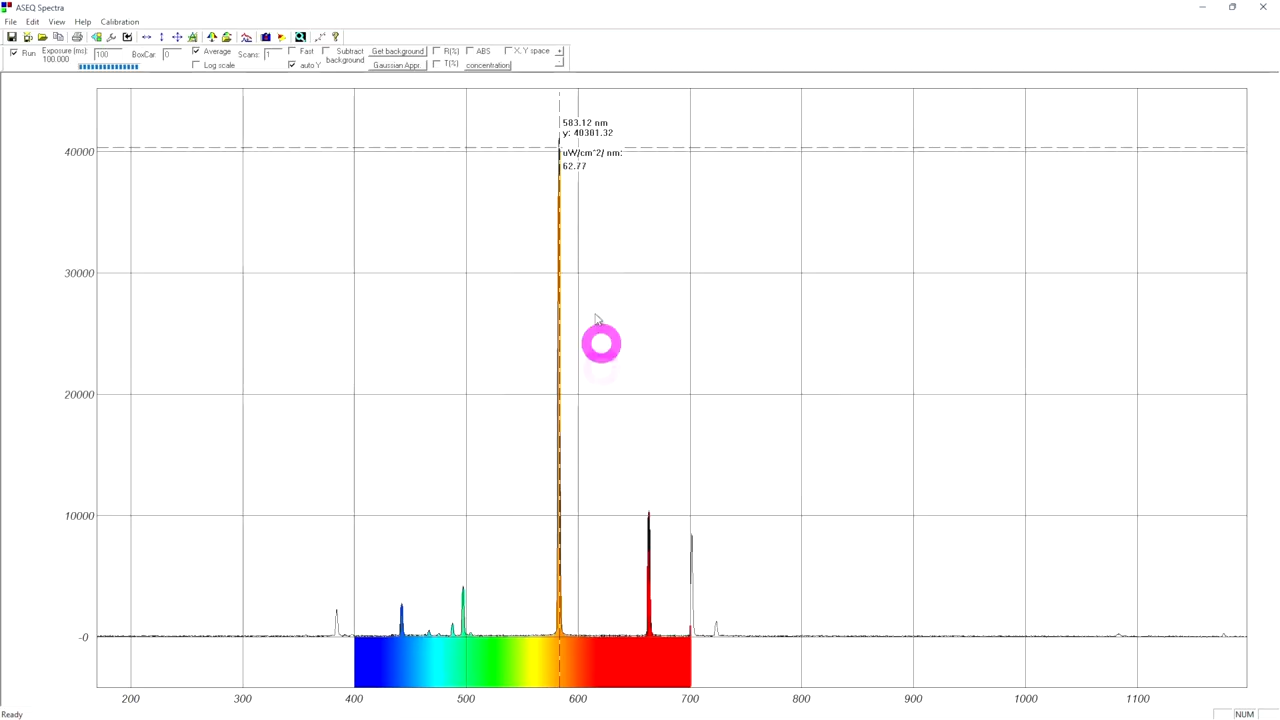 ASEQ Spectra
File Edit View Help Calibration
Run Exposure (ms): 100.000 100 BoxCar 0 Average Scans: 1 Fast Subtract background Get background R(%) ABS X, Y space + -
Log scale auto Y Gaussian Appr. T(%) concentration
583.12 nm
y: 40301.32
uW/cm^2/ nm:
62.77
40000
30000
20000
10000
-0
200 300 400 500 600 700 800 900 1000 1100
Ready NUM